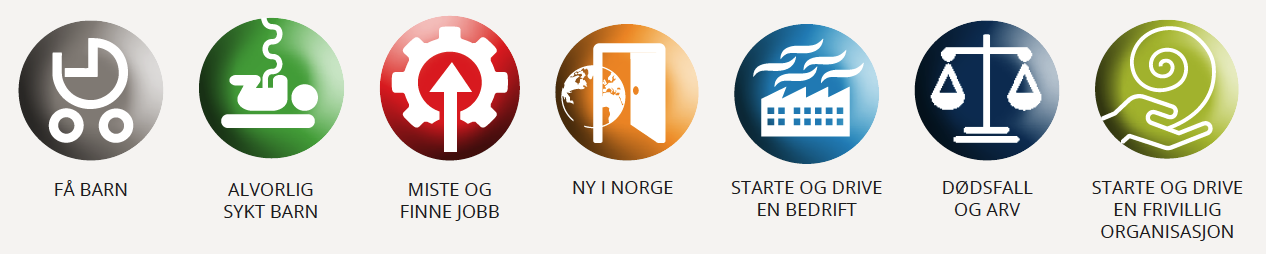 FÅ BARN
ALVORLIG
SYKT BARN
MISTE OG
FINNE JOBB
NY I NORGE
STARTE OG DRIVE
EN BEDRIFT
DØDSFALL
OG ARV
STARTE OG DRIVE
EN FRIVILLIG
ORGANISASJON